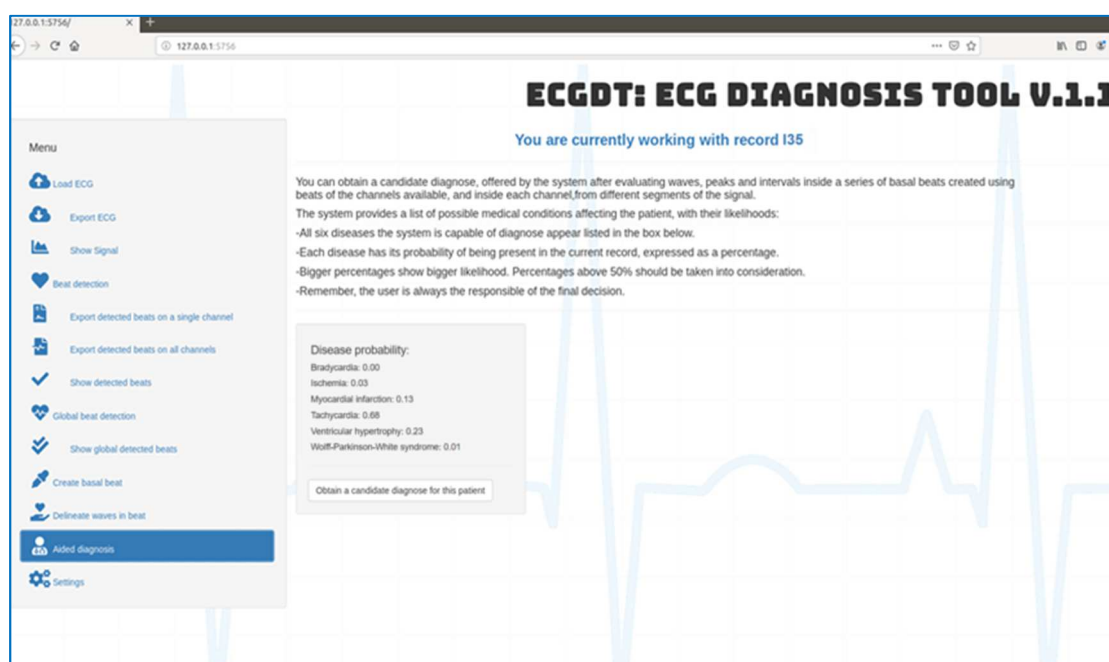 27.0.0.1:5756/
127.0.0.1:5756
ECGDT: ECG DIAGNOSIS TOOL V.1.1
Menu
Load ECG
Export ECG
Show Signal
Beat detection
Export detected beats on a single channel
Export detected beats on all channels
Show detected beats
Global beat detection
Show global detected beats
Create basal beat
Delineate waves in beat
Aided diagnosis
Settings
You are currently working with record I35
You can obtain a candidate diagnose, offered by the system after evaluating waves, peaks and intervals inside a series of basal beats created using
beats of the channels available, and inside each channel,from different segments of the signal.
The system provides a list of possible medical conditions affecting the patient, with their likelihoods:
-All six diseases the system is capable of diagnose appear listed in the box below.
-Each disease has its probability of being present in the current record, expressed as a percentage.
-Bigger percentages show bigger likelihood. Percentages above 50% should be taken into consideration.
-Remember, the user is always the responsible of the final decision.
Disease probability:
Bradycardia: 0.00
Ischemia: 0.03
Myocardial infarction: 0.13
Tachycardia: 0.68
Ventricular hypertrophy: 0.23
Wolff-Parkinson-White syndrome: 0.01
Obtain a candidate diagnose for this patient